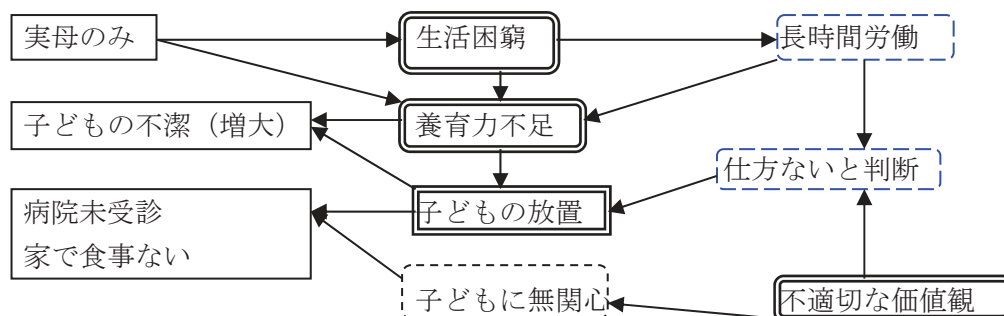 実母のみ
生活困窮
長時間労働
子どもの不潔（増大）
養育力不足
仕方ないと判断
病院未受診
家で食事ない
子どもの放置
子どもに無関心
不適切な価値観